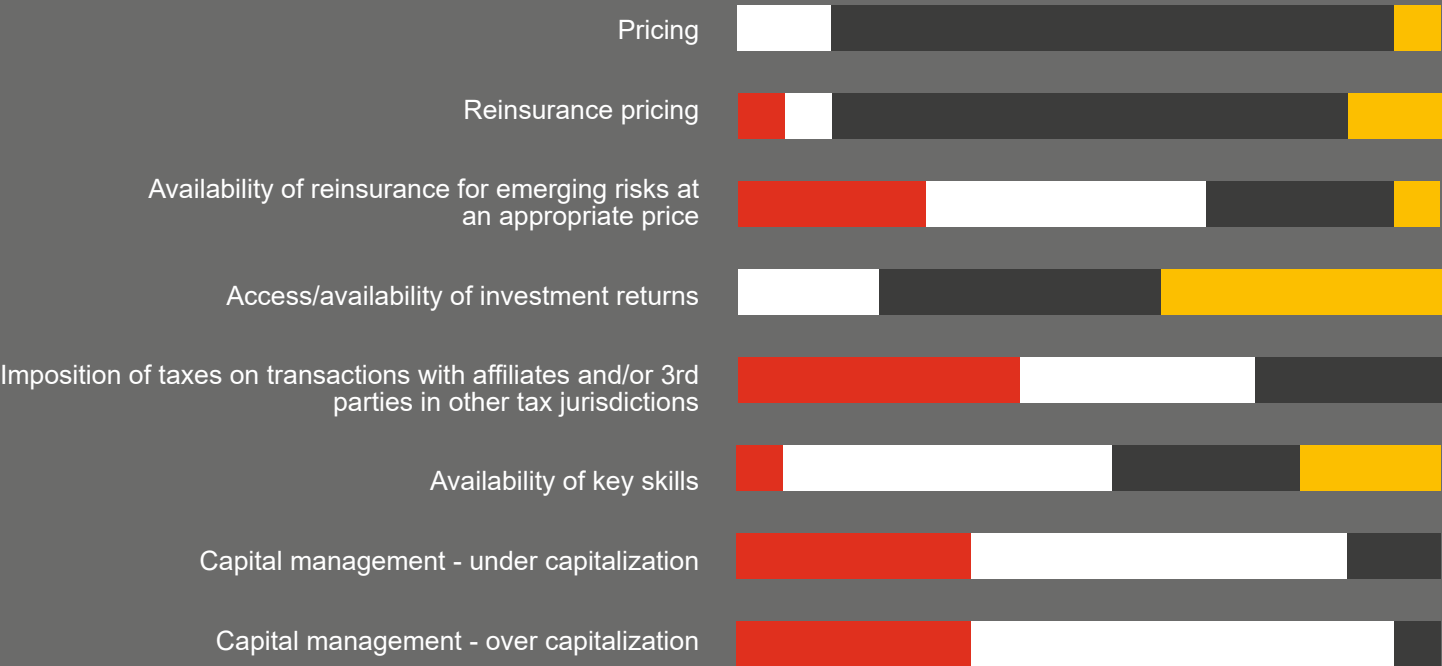 Pricing
Reinsurance pricing
Availability of reinsurance for emerging risks at
an appropriate price
Access/availability of investment returns
Imposition of taxes on transactions with affiliates and/or 3rd
parties in other tax jurisdictions
Availability of key skills
Capital management - under capitalization
Capital management - over capitalization